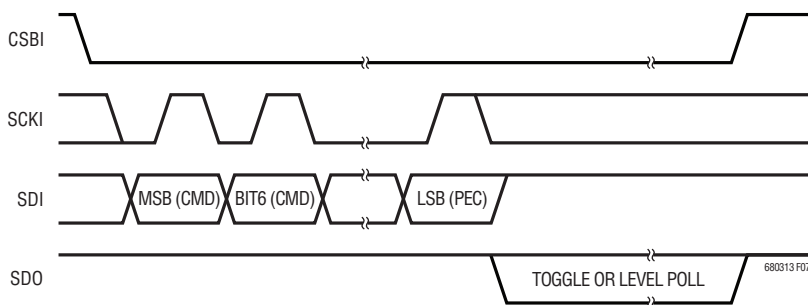 CSBI
SCKI
SDI
MSB (CMD) BIT6 (CMD) LSB (PEC)
SDO
TOGGLE OR LEVEL POLL
680313 F07